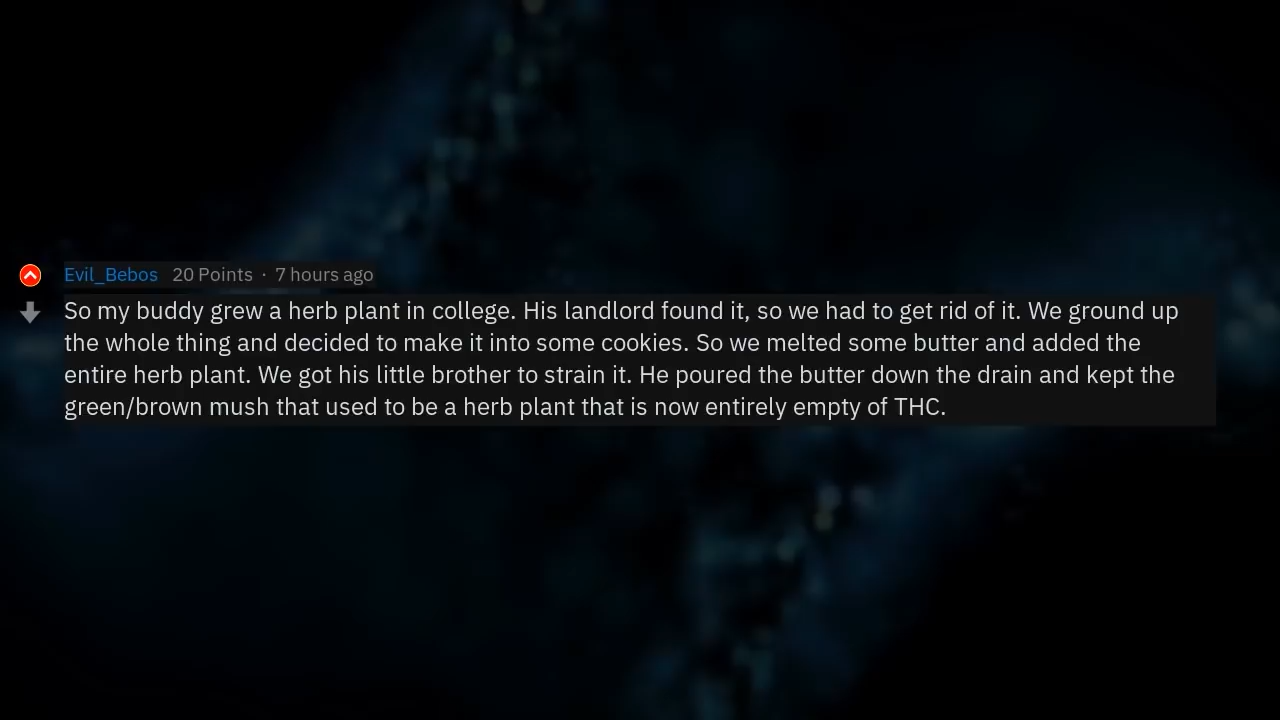 Evil_Bebos 20 Points · 7 hours ago
So my buddy grew a herb plant in college. His landlord found it, so we had to get rid of it. We ground up
the whole thing and decided to make it into some cookies. So we melted some butter and added the
entire herb plant. We got his little brother to strain it. He poured the butter down the drain and kept the
green/brown mush that used to be a herb plant that is now entirely empty of THC.